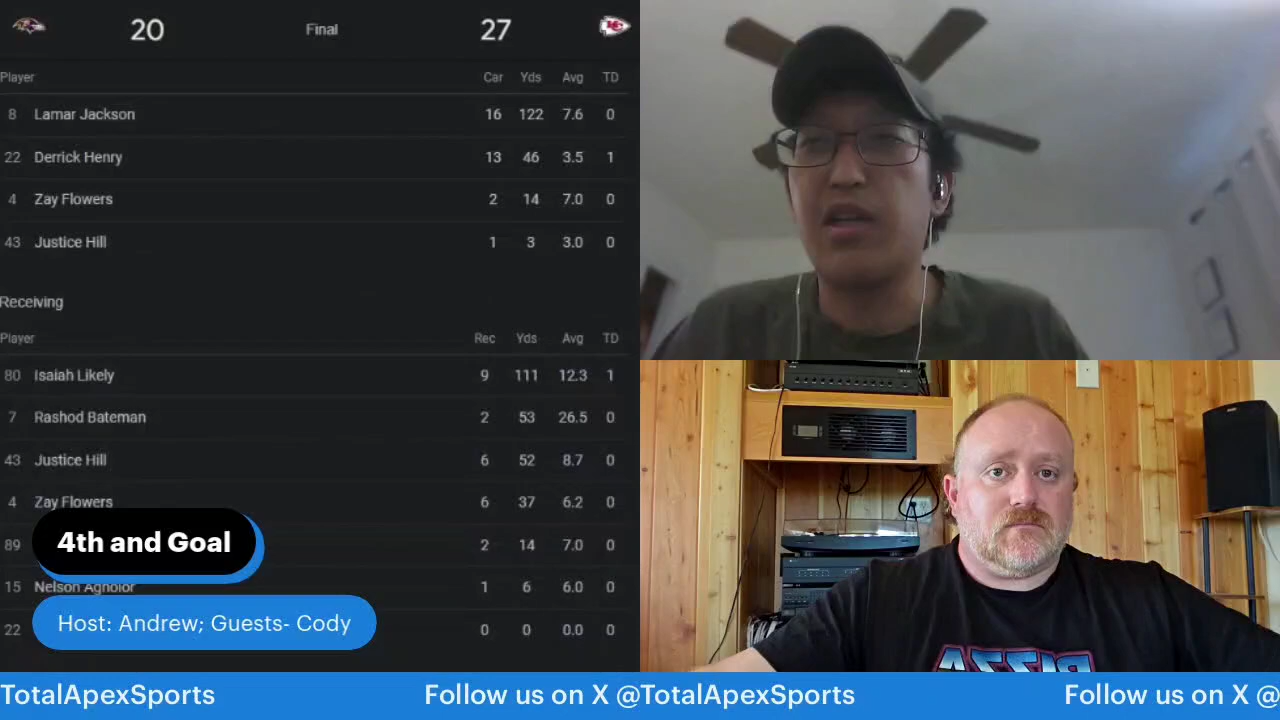 20 Final 27
Player Car Yds Avg TD
8 Lamar Jackson 16 122 7.6 0
22 Derrick Henry 13 46 3.5 1
4 Zay Flowers 2 14 7.0 0
43 Justice Hill 1 3 3.0 0
Receiving
Player Rec Yds Avg TD
80 Isaiah Likely 9 111 12.3 1
7 Rashod Bateman 2 53 26.5 0
43 Justice Hill 6 52 8.7 0
4 Zay Flowers 6 37 6.2 0
89 2 14 7.0 0
15 Nelson Agholor 1 6 6.0 0
22 0 0 0.0 0
4th and Goal
Host: Andrew; Guests- Cody
PIZZA
TotalApexSports Follow us on X @TotalApexSports Follow us on X @